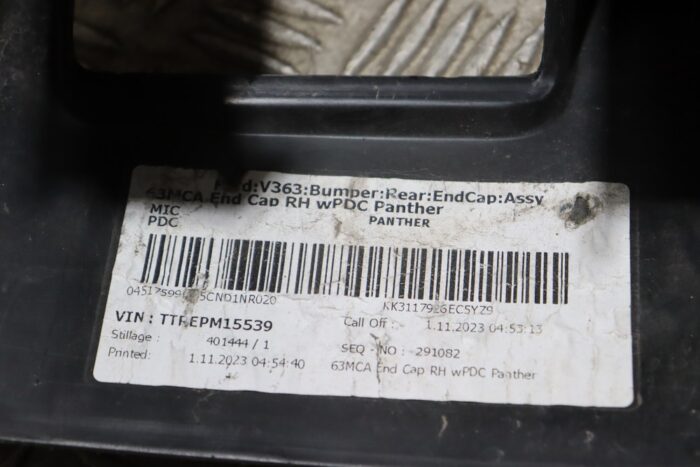 :V363:Bumper:Rear:EndCap:Assy
63MCA End Cap RH wPDC Panther
MIC
PDC
PANTHER
VIN : TTREPM15539
Call Off : 1.11.2023 04:53:13
Stillage : 401444 / 1
SEQ - NO : -291082
Printed: 1.11.2023 04:54:40
63MCA End Cap RH wPDC Panther